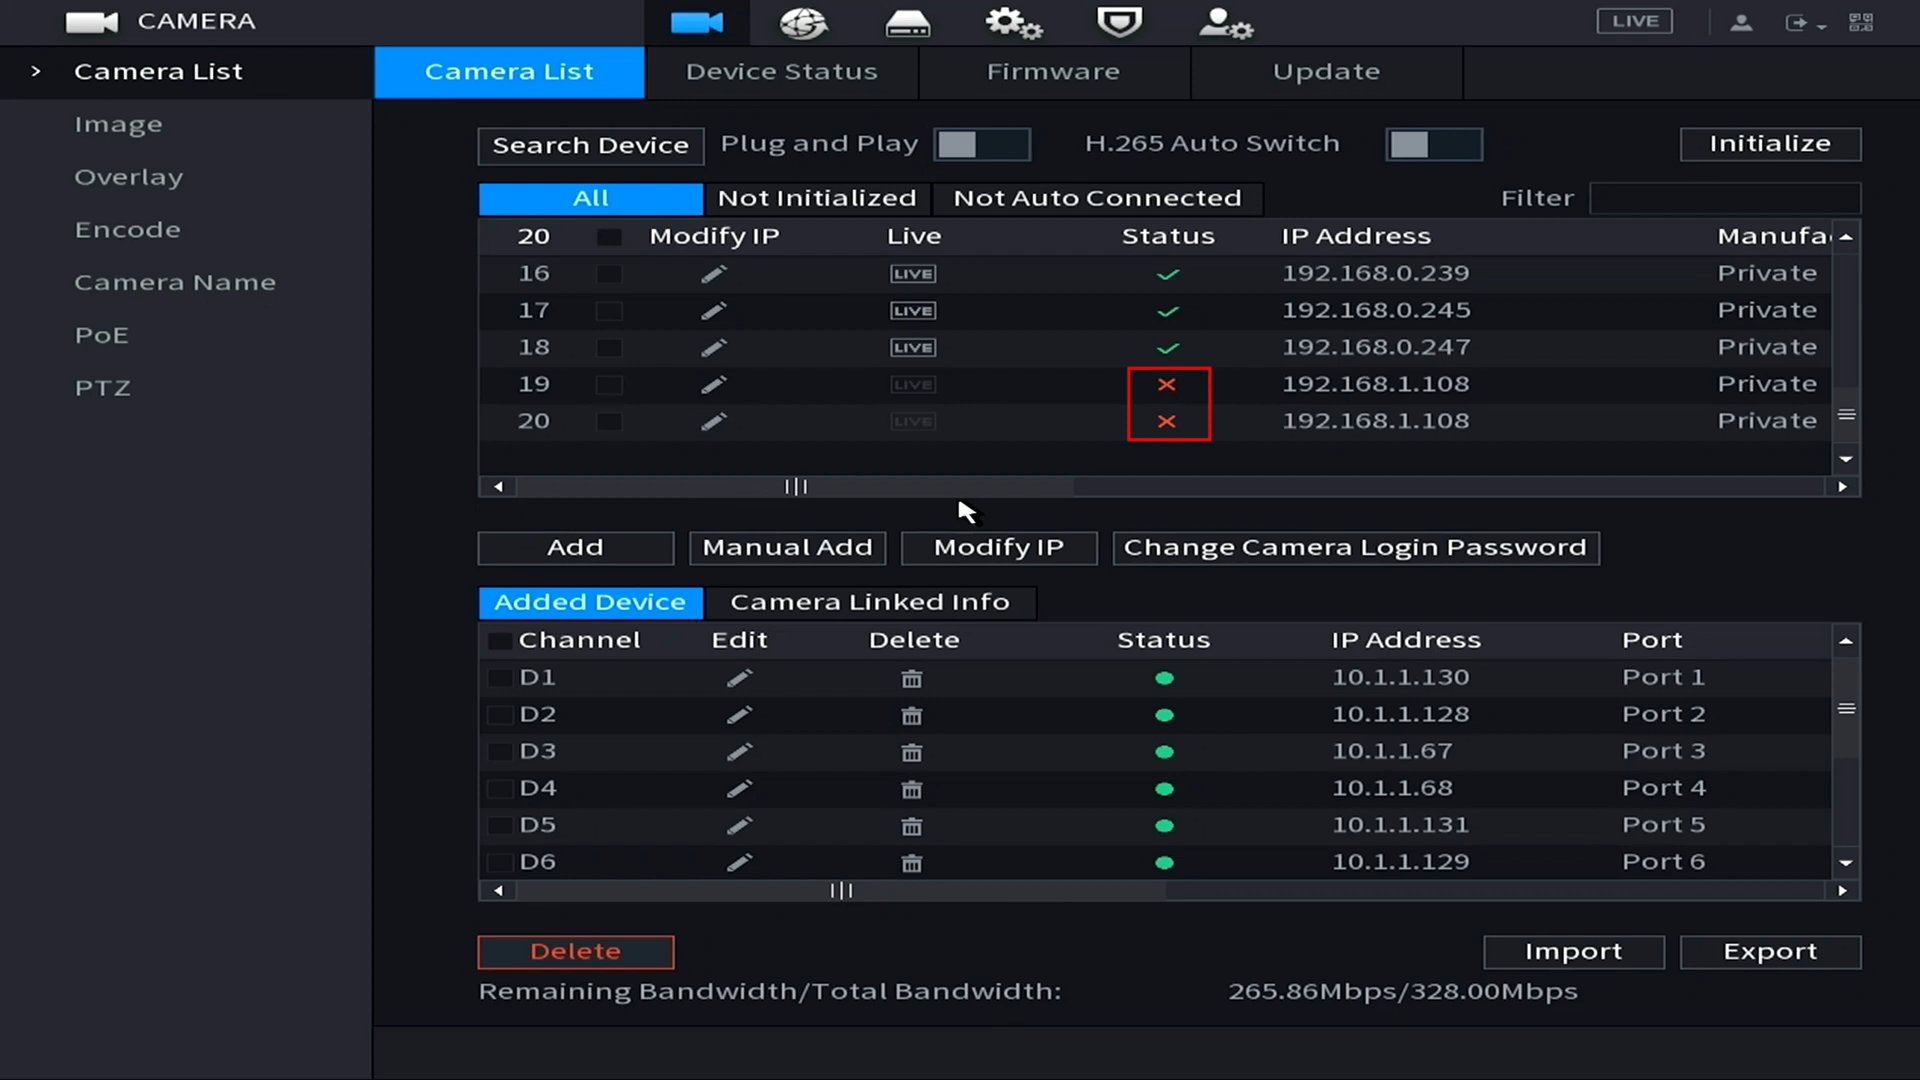 CAMERA
LIVE
> Camera List
Image
Overlay
Encode
Camera Name
PoE
PTZ
Camera List Device Status Firmware Update
Search Device Plug and Play H.265 Auto Switch Initialize
All Not Initialized Not Auto Connected Filter
20 Modify IP Live Status IP Address Manufa
16 LIVE 192.168.0.239 Private
17 LIVE 192.168.0.245 Private
18 LIVE 192.168.0.247 Private
19 LIVE 192.168.1.108 Private
20 LIVE 192.168.1.108 Private
Add Manual Add Modify IP Change Camera Login Password
Added Device Camera Linked Info
Channel Edit Delete Status IP Address Port
D1 10.1.1.130 Port 1
D2 10.1.1.128 Port 2
D3 10.1.1.67 Port 3
D4 10.1.1.68 Port 4
D5 10.1.1.131 Port 5
D6 10.1.1.129 Port 6
Delete Import Export
Remaining Bandwidth/Total Bandwidth: 265.86Mbps/328.00Mbps